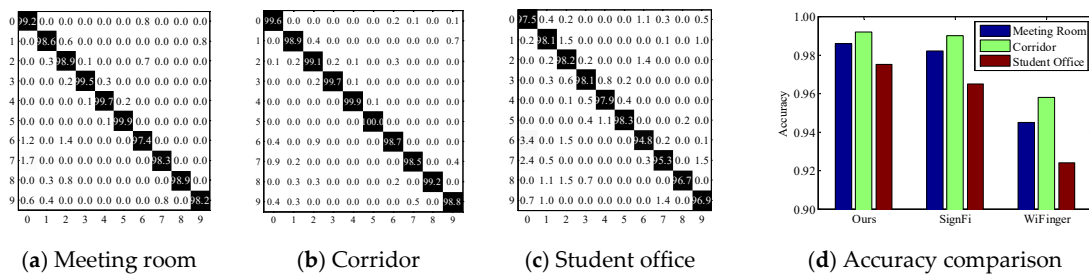 0 99.2 0.0 0.0 0.0 0.0 0.0 0.8 0.0 0.0 0.0
1 0.0 98.6 0.6 0.0 0.0 0.0 0.0 0.0 0.0 0.8
2 0.0 0.3 98.9 0.1 0.0 0.0 0.7 0.0 0.0 0.0
3 0.0 0.0 0.2 99.5 0.3 0.0 0.0 0.0 0.0 0.0
4 0.0 0.0 0.0 0.1 99.7 0.2 0.0 0.0 0.0 0.0
5 0.0 0.0 0.0 0.0 0.1 99.9 0.0 0.0 0.0 0.0
6 1.2 0.0 1.4 0.0 0.0 0.0 97.4 0.0 0.0 0.0
7 1.7 0.0 0.0 0.0 0.0 0.0 0.0 98.3 0.0 0.0
8 0.0 0.3 0.8 0.0 0.0 0.0 0.0 0.0 98.9 0.0
9 0.6 0.4 0.0 0.0 0.0 0.0 0.0 0.8 0.0 98.2
0 1 2 3 4 5 6 7 8 9
(a) Meeting room
0 99.6 0.0 0.0 0.0 0.0 0.0 0.2 0.1 0.0 0.1
1 0.0 98.9 0.4 0.0 0.0 0.0 0.0 0.0 0.0 0.7
2 0.1 0.2 99.1 0.2 0.0 0.0 0.3 0.1 0.0 0.0
3 0.0 0.0 0.2 99.7 0.1 0.0 0.0 0.0 0.0 0.0
4 0.0 0.0 0.0 0.0 99.9 0.1 0.0 0.0 0.0 0.0
5 0.0 0.0 0.0 0.0 0.0 100.0 0.0 0.0 0.0 0.0
6 0.4 0.0 0.9 0.0 0.0 0.0 98.7 0.0 0.0 0.0
7 0.9 0.2 0.0 0.0 0.0 0.0 0.0 98.5 0.0 0.4
8 0.0 0.3 0.3 0.0 0.0 0.0 0.2 0.0 99.2 0.0
9 0.4 0.3 0.0 0.0 0.0 0.0 0.0 0.5 0.0 98.8
0 1 2 3 4 5 6 7 8 9
(b) Corridor
0 97.5 0.4 0.2 0.0 0.0 0.0 1.1 0.3 0.0 0.5
1 0.2 98.1 1.5 0.0 0.0 0.0 0.0 0.1 0.0 1.0
2 0.0 0.2 98.2 0.2 0.0 0.0 1.4 0.0 0.0 0.0
3 0.0 0.0 0.6 98.1 0.8 0.2 0.0 0.0 0.0 0.0
4 0.0 0.0 0.1 0.5 97.9 0.4 0.0 0.0 0.0 0.0
5 0.0 0.0 0.0 0.4 1.1 98.3 0.0 0.0 0.0 0.0
6 3.4 0.0 1.5 0.0 0.0 0.0 94.8 0.2 0.0 0.1
7 2.4 0.5 0.0 0.0 0.0 0.0 0.3 95.3 0.0 1.5
8 0.0 1.1 1.5 0.7 0.0 0.0 0.0 0.0 96.7 0.0
9 0.7 1.0 0.0 0.0 0.0 0.0 0.0 1.4 0.0 96.9
0 1 2 3 4 5 6 7 8 9
(c) Student office
Accuracy
1.00
0.98
0.96
0.94
0.92
0.90
Meeting Room
Corridor
Student Office
Ours SignFi WiFinger
(d) Accuracy comparison